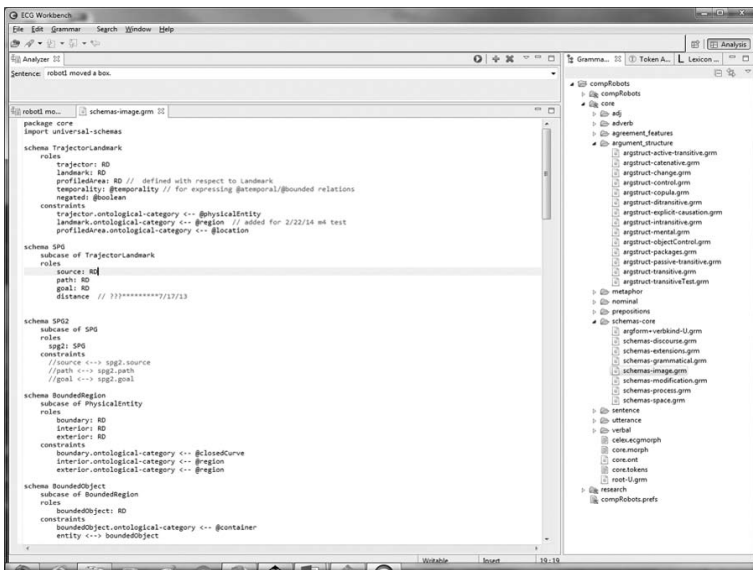 ECG Workbench
File Edit Grammar Search Window Help
Analysis
Analyzer
Sentence: robot1 moved a box.
robot1 mo...
schemas-image.grm
package core
import universal-schemas
schema TrajectorLandmark
roles
trajector: RD
landmark: RD
profiledArea: RD // defined with respect to Landmark
temporality: @temporality // for expressing @atemporal/@bounded relations
negated: @boolean
constraints
trajector.ontological-category <-- @physicalEntity
landmark.ontological-category <-- @region // added for 2/22/14 m4 test
profiledArea.ontological-category <-- @location
schema SPG
subcase of TrajectorLandmark
roles
source: RD
path: RD
goal: RD
distance // ???*********7/17/13
schema SPG2
subcase of SPG
roles
spg2: SPG
constraints
//source <--> spg2.source
//path <--> spg2.path
//goal <--> spg2.goal
schema BoundedRegion
subcase of PhysicalEntity
roles
boundary: RD
interior: RD
exterior: RD
constraints
boundary.ontological-category <-- @closedCurve
interior.ontological-category <-- @region
exterior.ontological-category <-- @region
schema BoundedObject
subcase of BoundedRegion
roles
boundedObject: RD
constraints
boundedObject.ontological-category <-- @container
entity <--> boundedObject
Gramma...
Token A...
Lexicon ...
compRobots
compRobots
core
adj
adverb
agreement_features
argument_structure
argstruct-active-transitive.grm
argstruct-catenative.grm
argstruct-change.grm
argstruct-control.grm
argstruct-copula.grm
argstruct-ditransitive.grm
argstruct-explicit-causation.grm
argstruct-intransitive.grm
argstruct-mental.grm
argstruct-objectControl.grm
argstruct-packages.grm
argstruct-passive-transitive.grm
argstruct-transitive.grm
argstruct-transitiveTest.grm
metaphor
nominal
prepositions
schemas-core
argform+verbkind-U.grm
schemas-discourse.grm
schemas-extensions.grm
schemas-grammatical.grm
schemas-image.grm
schemas-modification.grm
schemas-process.grm
schemas-space.grm
sentence
utterance
verbal
celex.ecgmorph
core.morph
core.ont
core.tokens
root-U.grm
research
compRobots.prefs
Writable
Insert
19:19